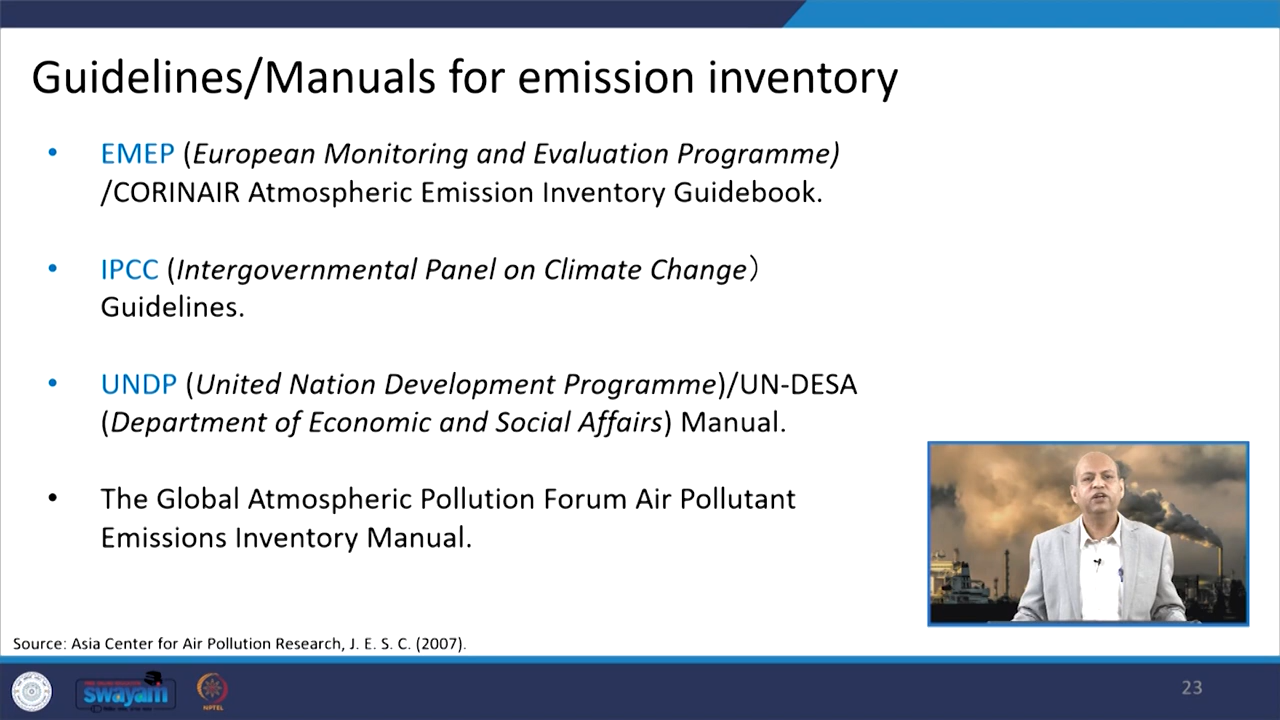 Guidelines/Manuals for emission inventory
• EMEP (European Monitoring and Evaluation Programme)
/CORINAIR Atmospheric Emission Inventory Guidebook.
• IPCC (Intergovernmental Panel on Climate Change）
Guidelines.
• UNDP (United Nation Development Programme)/UN-DESA
(Department of Economic and Social Affairs) Manual.
• The Global Atmospheric Pollution Forum Air Pollutant
Emissions Inventory Manual.
Source: Asia Center for Air Pollution Research, J. E. S. C. (2007).
swayam
NPTEL
23